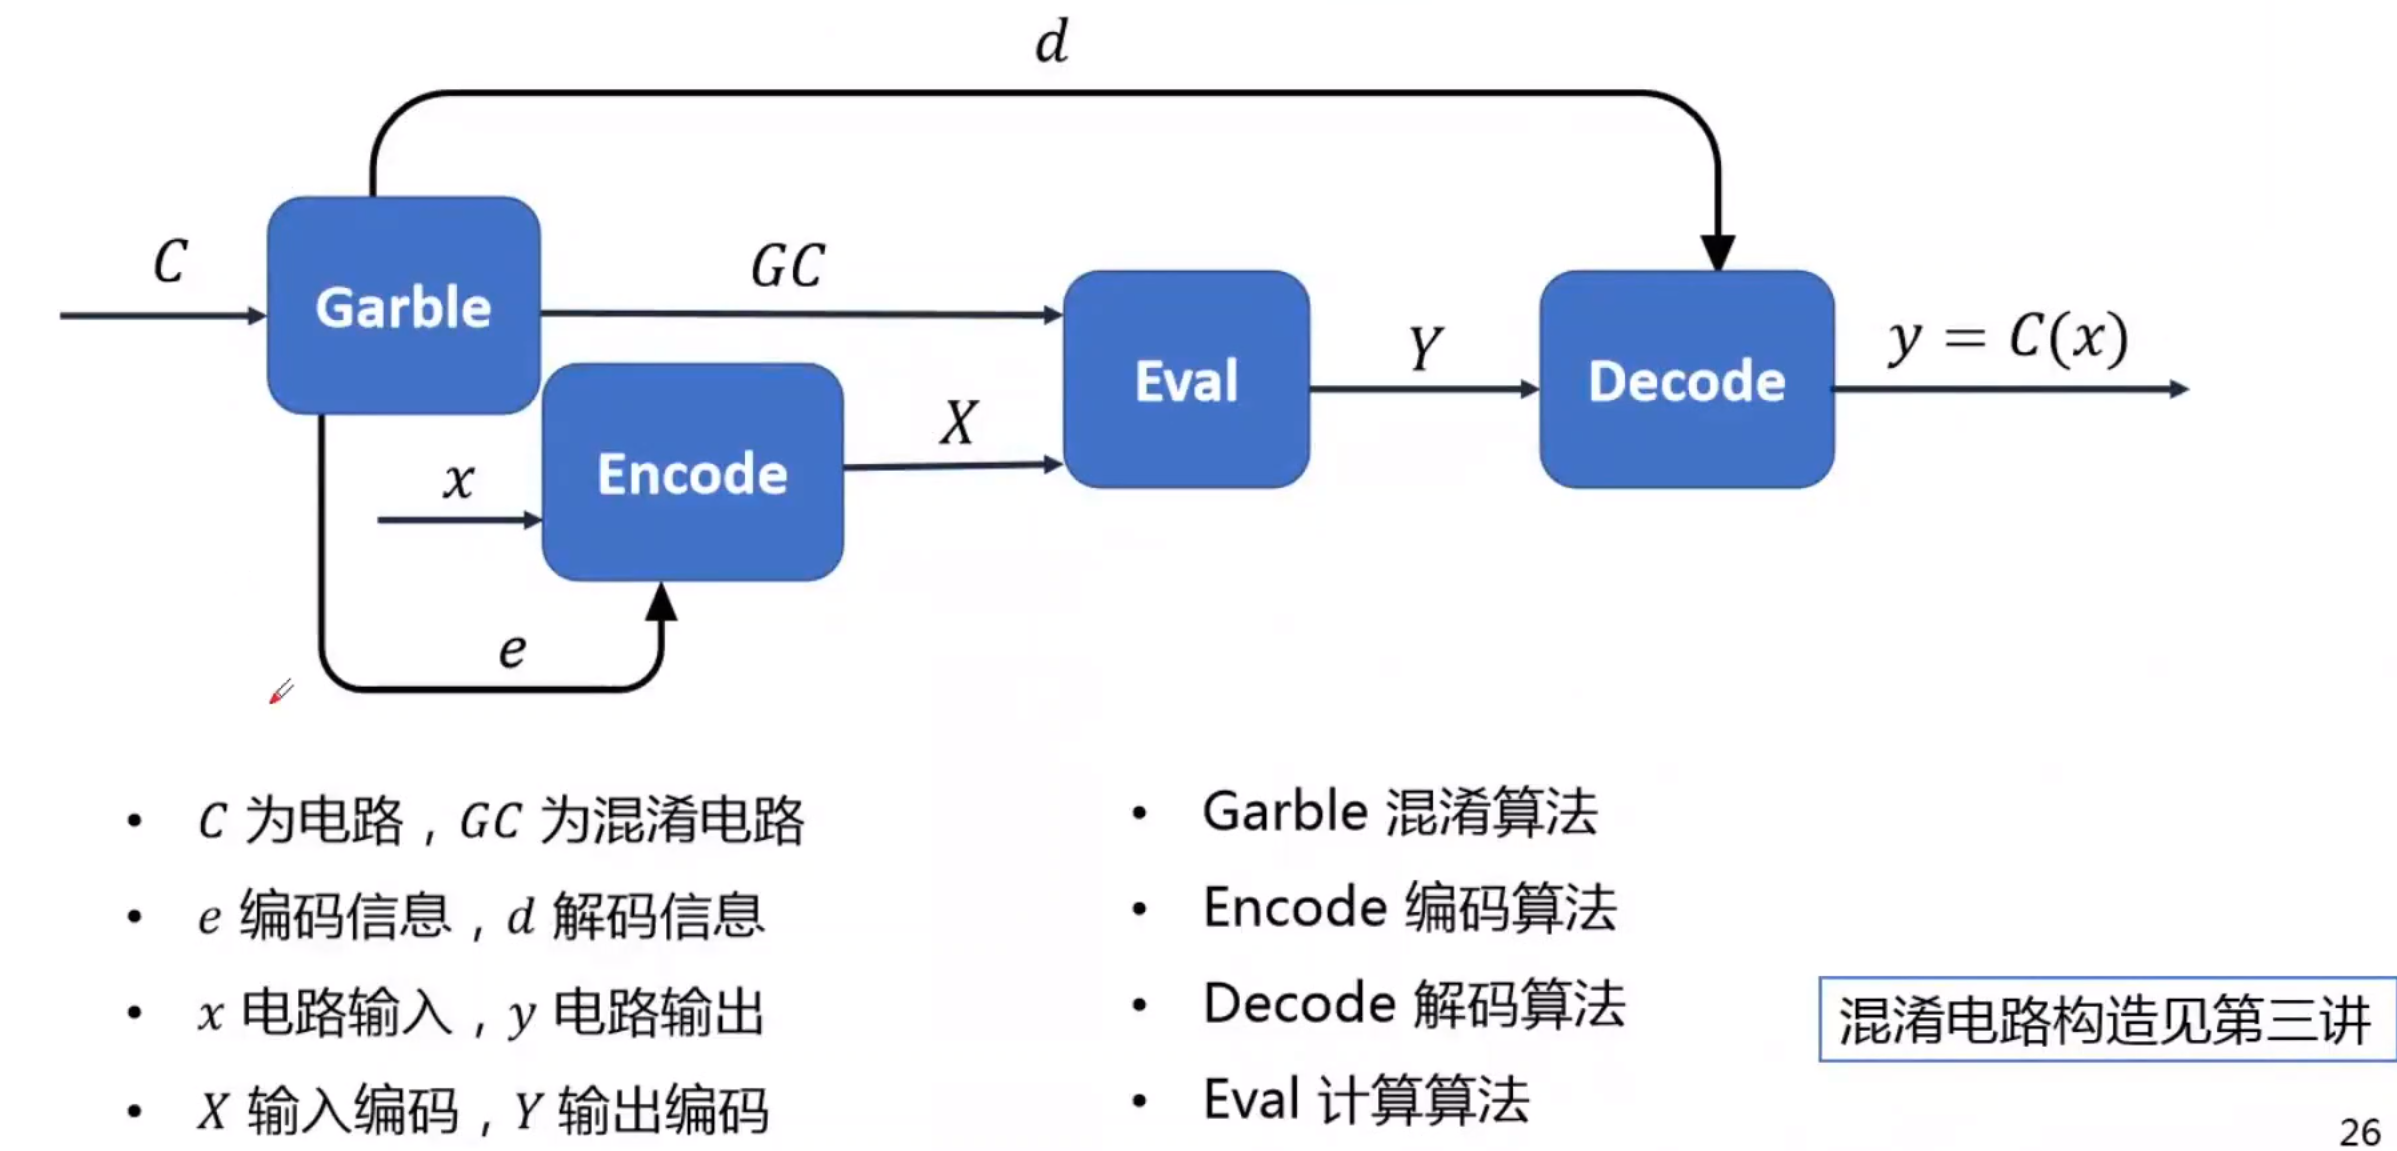 d
C
Garble
GC
Eval
Y
Decode
y = C(x)
x
Encode
X
e
• C 为电路，GC 为混淆电路
• e 编码信息，d 解码信息
• x 电路输入，y 电路输出
• X 输入编码，Y 输出编码
• Garble 混淆算法
• Encode 编码算法
• Decode 解码算法
• Eval 计算算法
混淆电路构造见第三讲
26